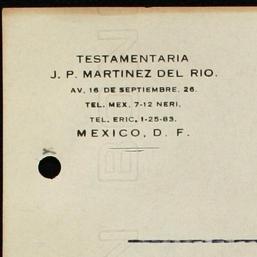 TESTAMENTARIA
J. P. MARTINEZ DEL RIO.
AV. 16 DE SEPTIEMBRE, 26.
TEL. MEX. 7-12 NERI,
TEL. ERIC, 1-25-83.
MEXICO, D. F.